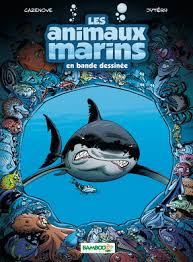 CAZENOVE
JYTÉRY
LES
ANIMAUX
MARINS
en bande dessinée
BAMBOO